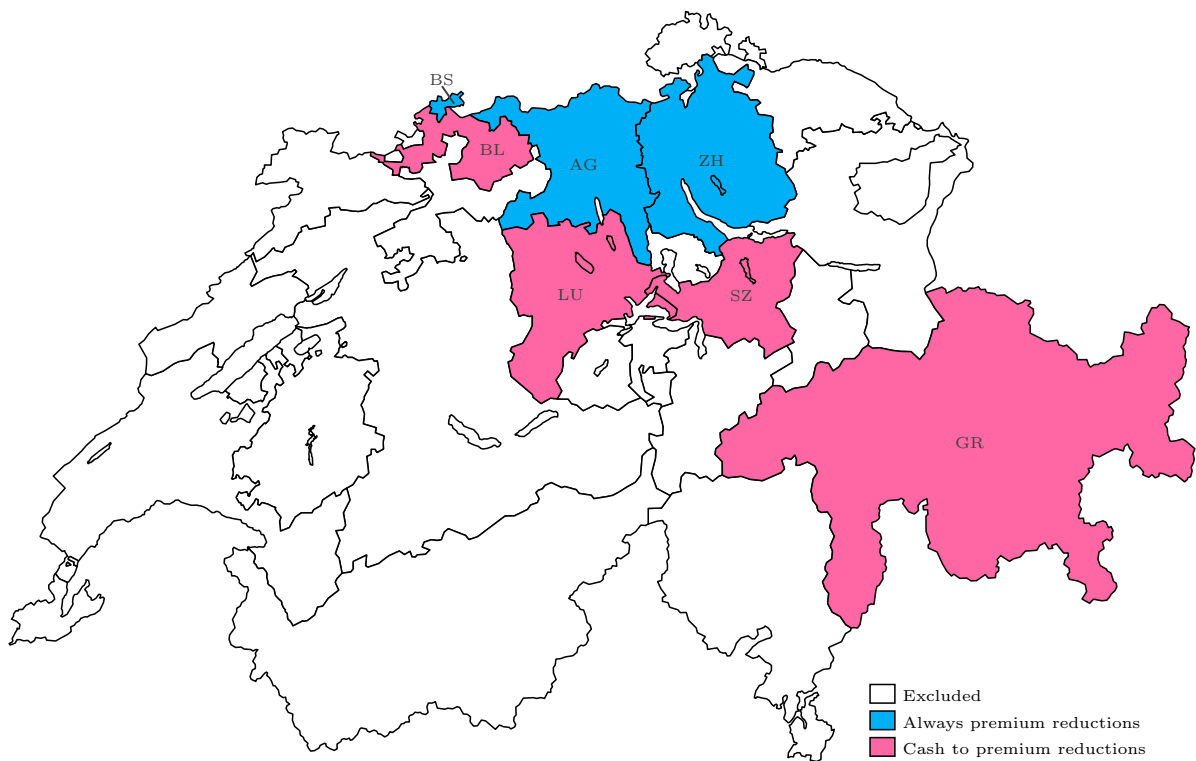 BS
BL
AG
ZH
LU
SZ
GR
Excluded
Always premium reductions
Cash to premium reductions